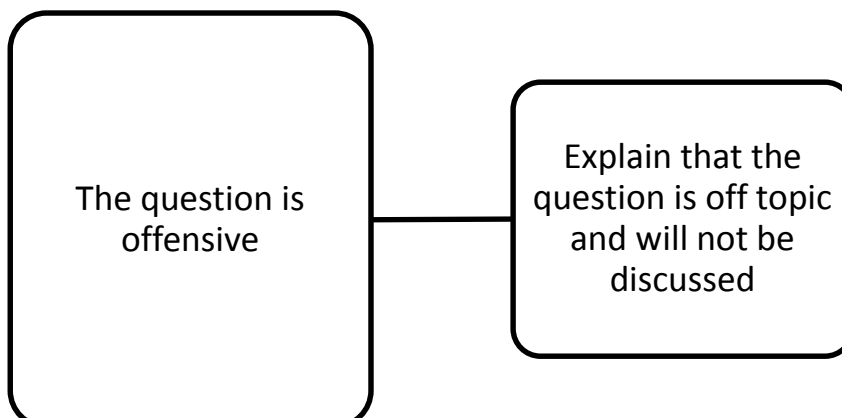 The question is
offensive
Explain that the
question is off topic
and will not be
discussed